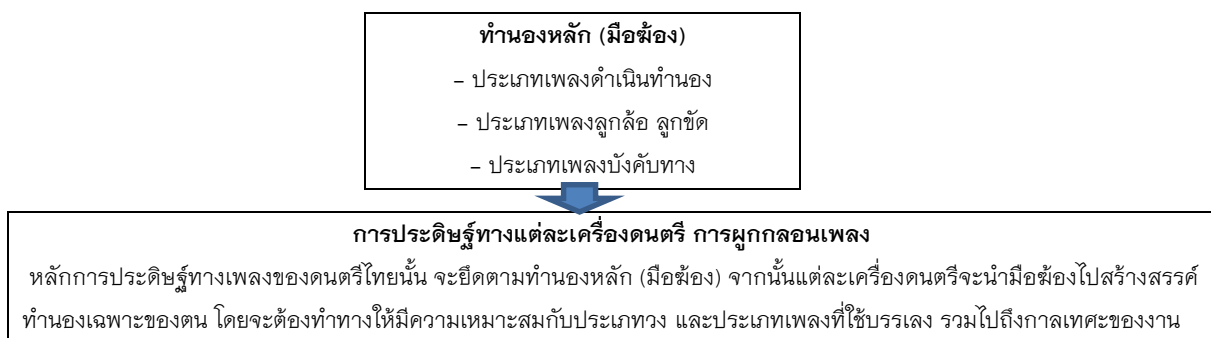 ทำนองหลัก (มือฆ้อง)
– ประเภทเพลงดำเนินทำนอง
– ประเภทเพลงลูกล้อ ลูกขัด
– ประเภทเพลงบังคับทาง
การประดิษฐ์ทางแต่ละเครื่องดนตรี การผูกกลอนเพลง
หลักการประดิษฐ์ทางเพลงของดนตรีไทยนั้น จะยึดตามทำนองหลัก (มือฆ้อง) จากนั้นแต่ละเครื่องดนตรีจะนำมือฆ้องไปสร้างสรรค์
ทำนองเฉพาะของตน โดยจะต้องทำทางให้มีความเหมาะสมกับประเภทวง และประเภทเพลงที่ใช้บรรเลง รวมไปถึงกาลเทศะของงาน